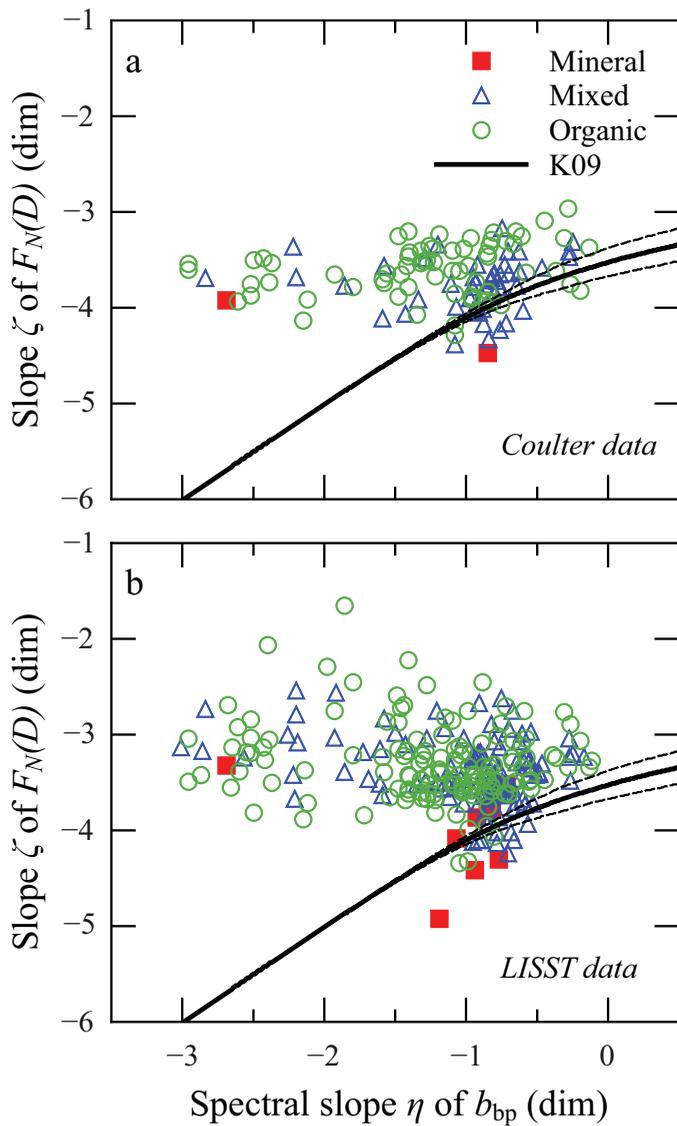 −1
a
Mineral
Mixed
Organic
K09
−2
−3
−4
−5
−6
Slope ζ of F_N(D) (dim)
Coulter data
−1
b
−2
−3
−4
−5
−6
Slope ζ of F_N(D) (dim)
LISST data
−3 −2 −1 0
Spectral slope η of b_bp (dim)